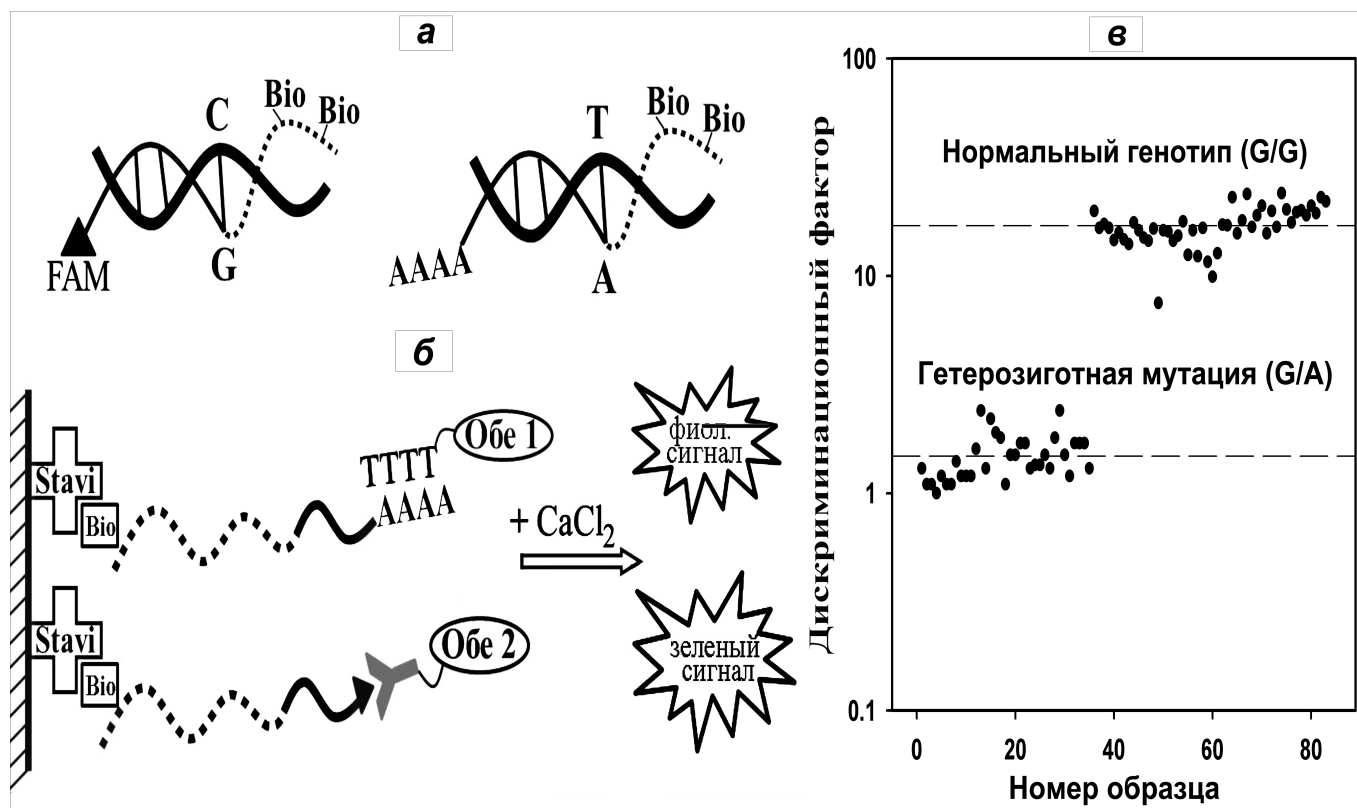 а
C
Bio
Bio
FAM
G
T
Bio
Bio
AAAA
A
б
Stavi
Bio
TTTT
AAAA
Обе 1
+ CaCl2
фиол.
сигнал
Stavi
Bio
Обе 2
зеленый
сигнал
в
Дискриминационный фактор
100
10
1
0.1
Нормальный генотип (G/G)
Гетерозиготная мутация (G/A)
0
20
40
60
80
Номер образца